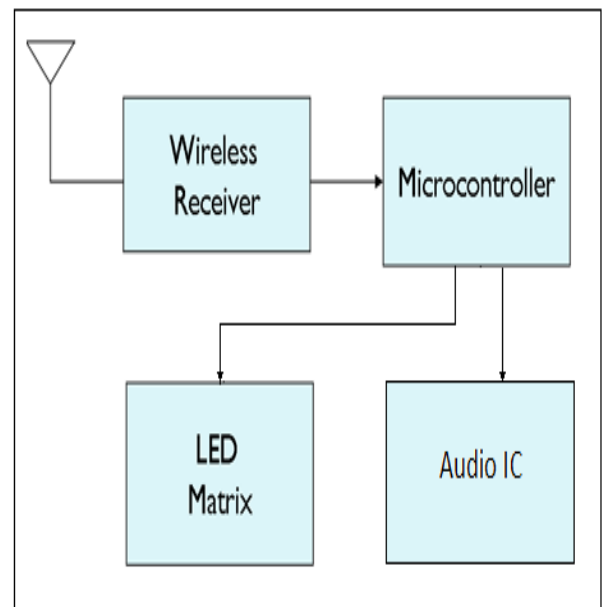 Wireless
Receiver
Microcontroller
LED
Matrix
Audio IC